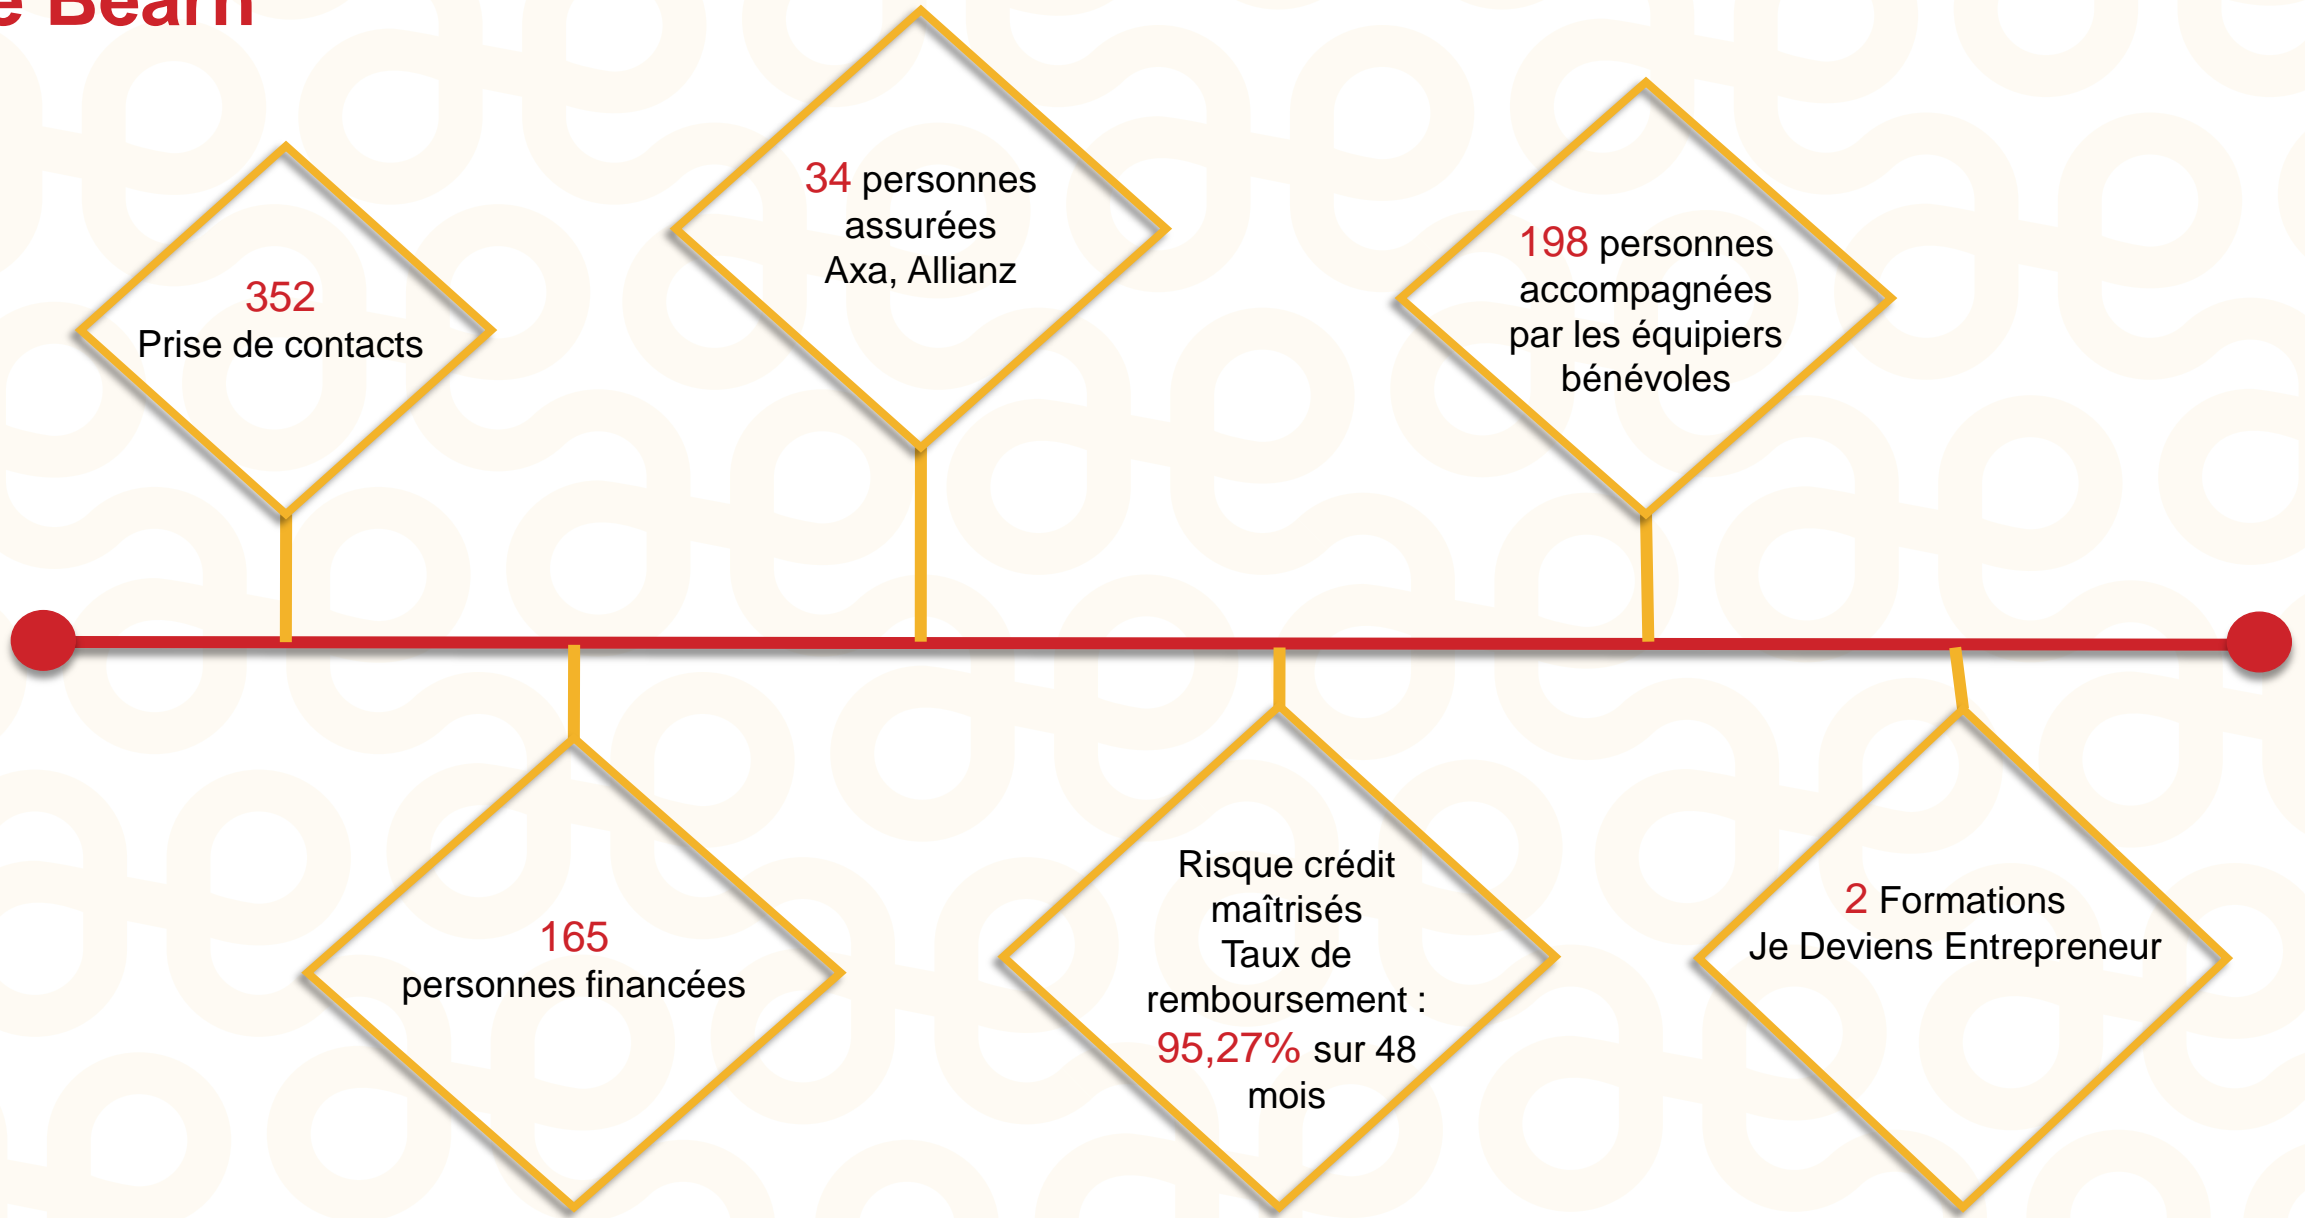 e Béarn
352
Prise de contacts
34 personnes
assurées
Axa, Allianz
198 personnes
accompagnées
par les équipiers
bénévoles
165
personnes financées
Risque crédit
maîtrisés
Taux de
remboursement :
95,27% sur 48
mois
2 Formations
Je Deviens Entrepreneur